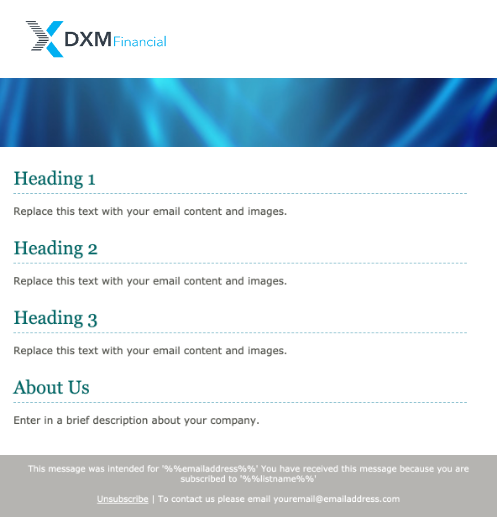 DXMFinancial
Heading 1
Replace this text with your email content and images.
Heading 2
Replace this text with your email content and images.
Heading 3
Replace this text with your email content and images.
About Us
Enter in a brief description about your company.
This message was intended for '%%emailaddress%%' You have received this message because you are
subscribed to '%%listname%%'
Unsubscribe | To contact us please email youremail@emailaddress.com